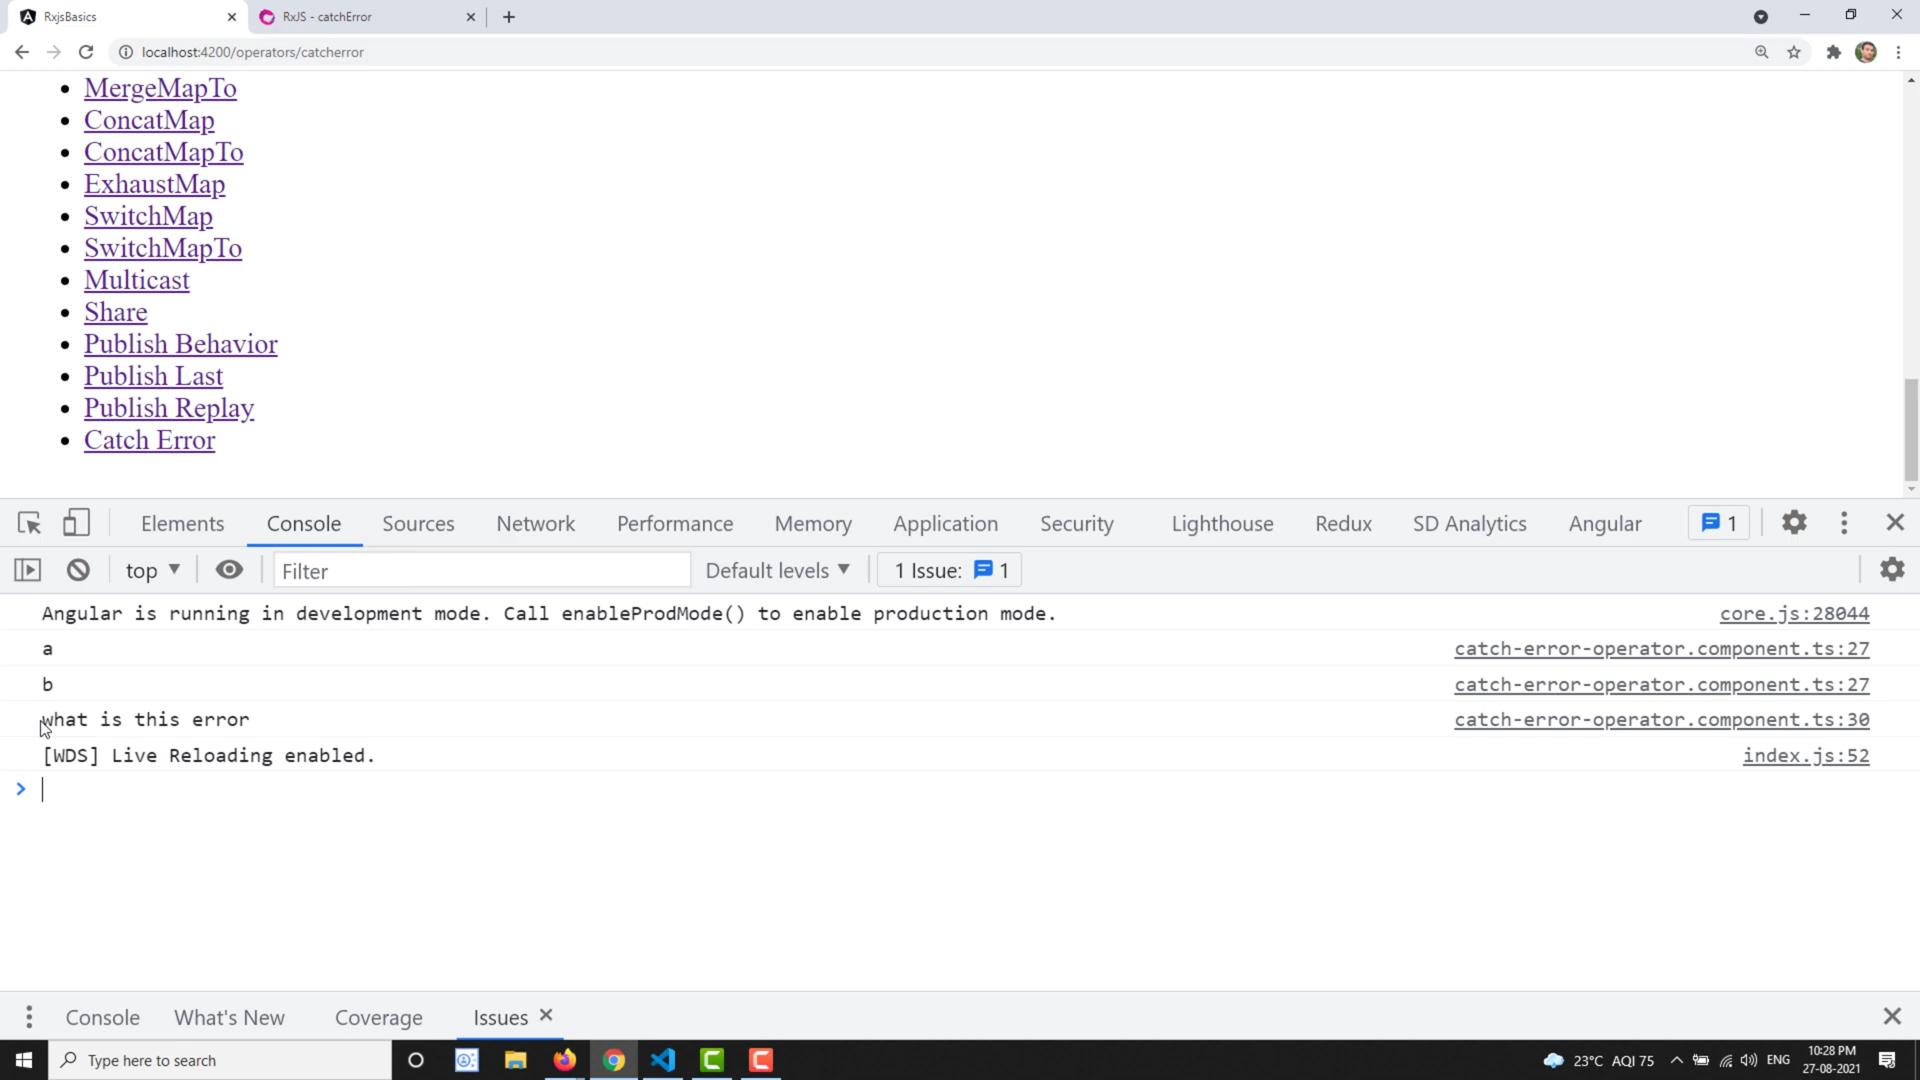 RxjsBasics
RxJS - catchError
localhost:4200/operators/catcherror
MergeMapTo
ConcatMap
ConcatMapTo
ExhaustMap
SwitchMap
SwitchMapTo
Multicast
Share
Publish Behavior
Publish Last
Publish Replay
Catch Error
Elements Console Sources Network Performance Memory Application Security Lighthouse Redux SD Analytics Angular 1
top Filter Default levels 1 Issue: 1
Angular is running in development mode. Call enableProdMode() to enable production mode. core.js:28044
a catch-error-operator.component.ts:27
b catch-error-operator.component.ts:27
what is this error catch-error-operator.component.ts:30
[WDS] Live Reloading enabled. index.js:52
Console What's New Coverage Issues
Type here to search 23°C AQI 75 ENG 10:28 PM
27-08-2021